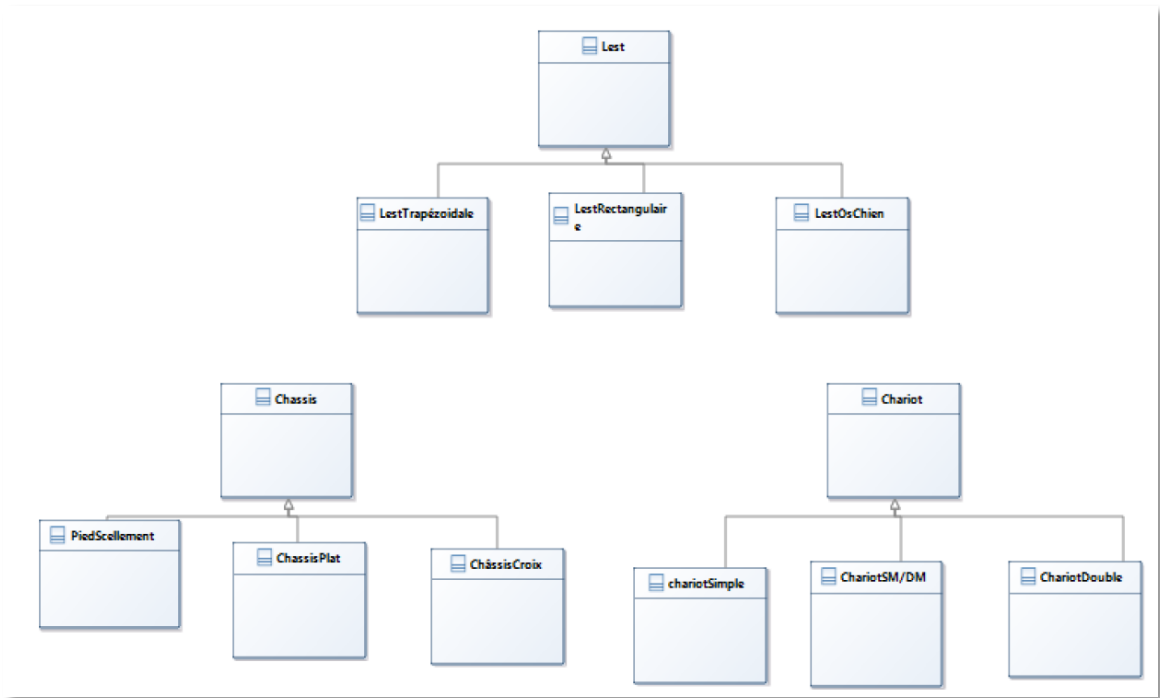 Lest
LestTrapézoidale
LestRectangulair
e
LestOsChien
Chassis
Chariot
PiedScellement
ChassisPlat
ChâssisCroix
chariotSimple
ChariotSM/DM
ChariotDouble